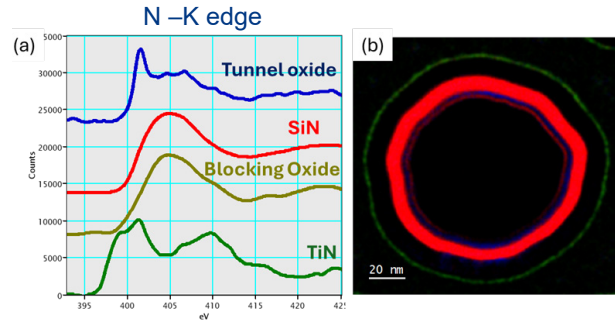 N –K edge
(a)
35000
30000
25000
20000
15000
10000
5000
0
Counts
Tunnel oxide
SiN
Blocking Oxide
TiN
395 400 405 410 415 420 425
eV
(b)
20 nm